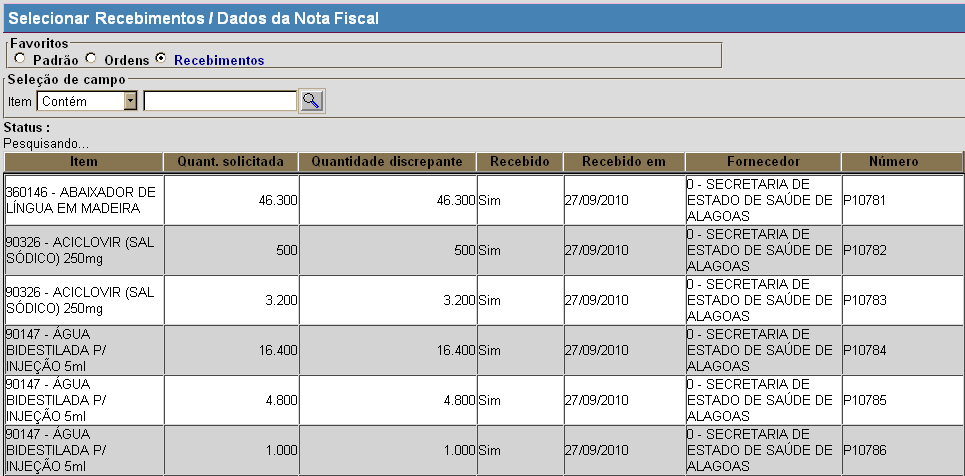 Selecionar Recebimentos / Dados da Nota Fiscal
Favoritos
Padrão Ordens Recebimentos
Seleção de campo
Item Contém
Status :
Pesquisando...
Item Quant. solicitada Quantidade discrepante Recebido Recebido em Fornecedor Número
360146 - ABAIXADOR DE LÍNGUA EM MADEIRA 46.300 46.300 Sim 27/09/2010 0 - SECRETARIA DE ESTADO DE SAÚDE DE ALAGOAS P10781
90326 - ACICLOVIR (SAL SÓDICO) 250mg 500 500 Sim 27/09/2010 0 - SECRETARIA DE ESTADO DE SAÚDE DE ALAGOAS P10782
90326 - ACICLOVIR (SAL SÓDICO) 250mg 3.200 3.200 Sim 27/09/2010 0 - SECRETARIA DE ESTADO DE SAÚDE DE ALAGOAS P10783
90147 - ÁGUA BIDESTILADA P/ INJEÇÃO 5ml 16.400 16.400 Sim 27/09/2010 0 - SECRETARIA DE ESTADO DE SAÚDE DE ALAGOAS P10784
90147 - ÁGUA BIDESTILADA P/ INJEÇÃO 5ml 4.800 4.800 Sim 27/09/2010 0 - SECRETARIA DE ESTADO DE SAÚDE DE ALAGOAS P10785
90147 - ÁGUA BIDESTILADA P/ INJEÇÃO 5ml 1.000 1.000 Sim 27/09/2010 0 - SECRETARIA DE ESTADO DE SAÚDE DE ALAGOAS P10786